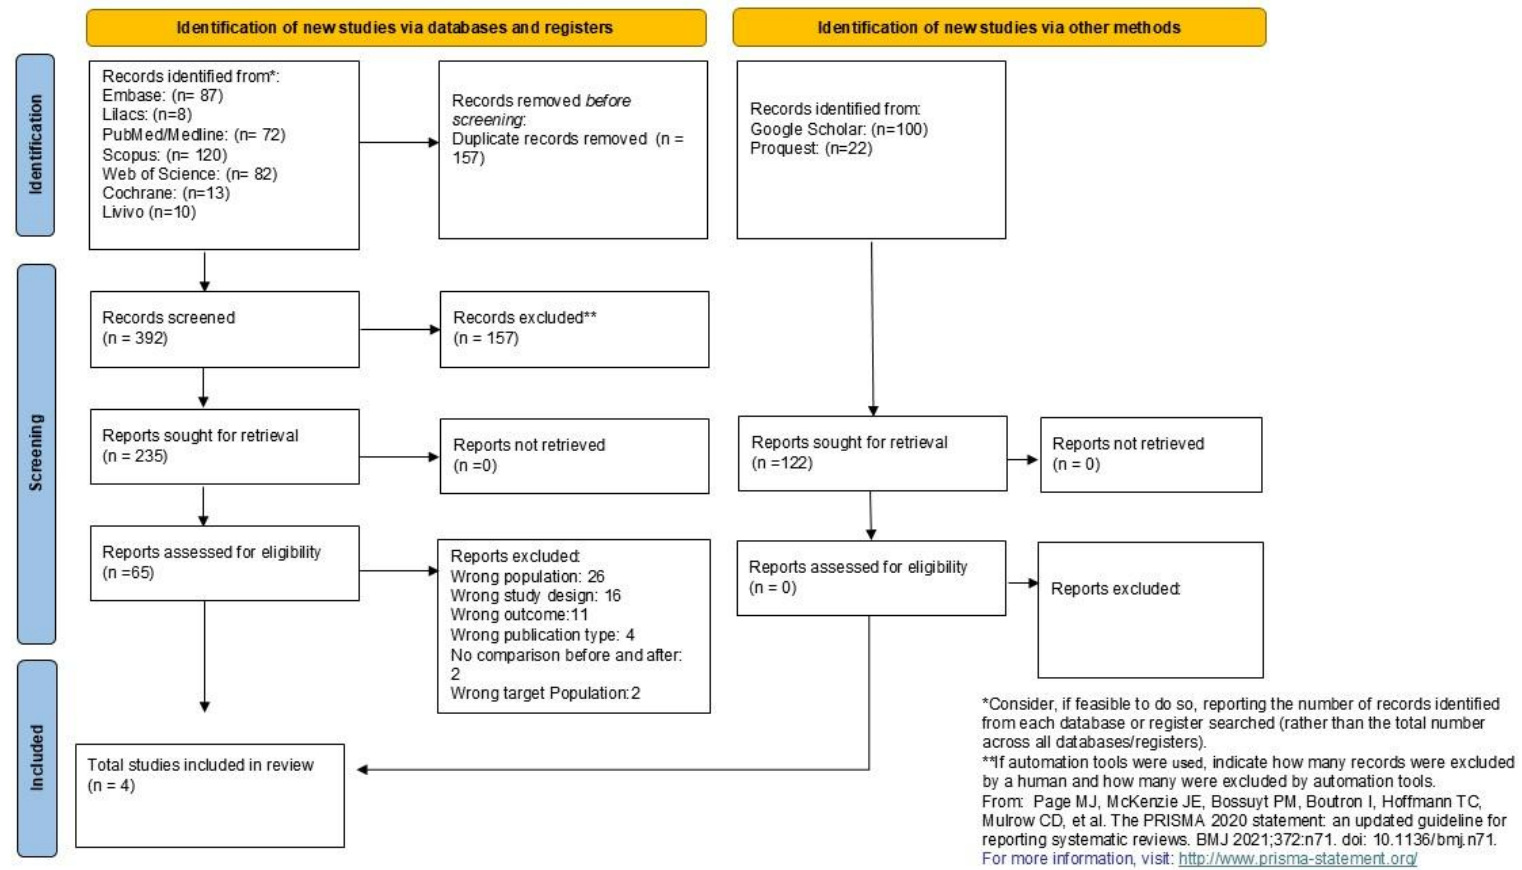 Identification of new studies via databases and registers
Identification of new studies via other methods
Identification
Records identified from*:
Embase: (n= 87)
Lilacs: (n=8)
PubMed/Medline: (n= 72)
Scopus: (n= 120)
Web of Science: (n= 82)
Cochrane: (n=13)
Livivo (n=10)
Records removed before
screening:
Duplicate records removed (n =
157)
Records identified from:
Google Scholar: (n=100)
Proquest: (n=22)
Screening
Records screened
(n = 392)
Records excluded**
(n = 157)
Reports sought for retrieval
(n = 235)
Reports not retrieved
(n =0)
Reports sought for retrieval
(n =122)
Reports not retrieved
(n = 0)
Reports assessed for eligibility
(n =65)
Reports excluded:
Wrong population: 26
Wrong study design: 16
Wrong outcome:11
Wrong publication type: 4
No comparison before and after:
2
Wrong target Population:2
Reports assessed for eligibility
(n = 0)
Reports excluded:
Included
Total studies included in review
(n = 4)
*Consider, if feasible to do so, reporting the number of records identified
from each database or register searched (rather than the total number
across all databases/registers).
**If automation tools were used, indicate how many records were excluded
by a human and how many were excluded by automation tools.
From: Page MJ, McKenzie JE, Bossuyt PM, Boutron I, Hoffmann TC,
Mulrow CD, et al. The PRISMA 2020 statement: an updated guideline for
reporting systematic reviews. BMJ 2021;372:n71. doi: 10.1136/bmj.n71.
For more information, visit: http://www.prisma-statement.org/